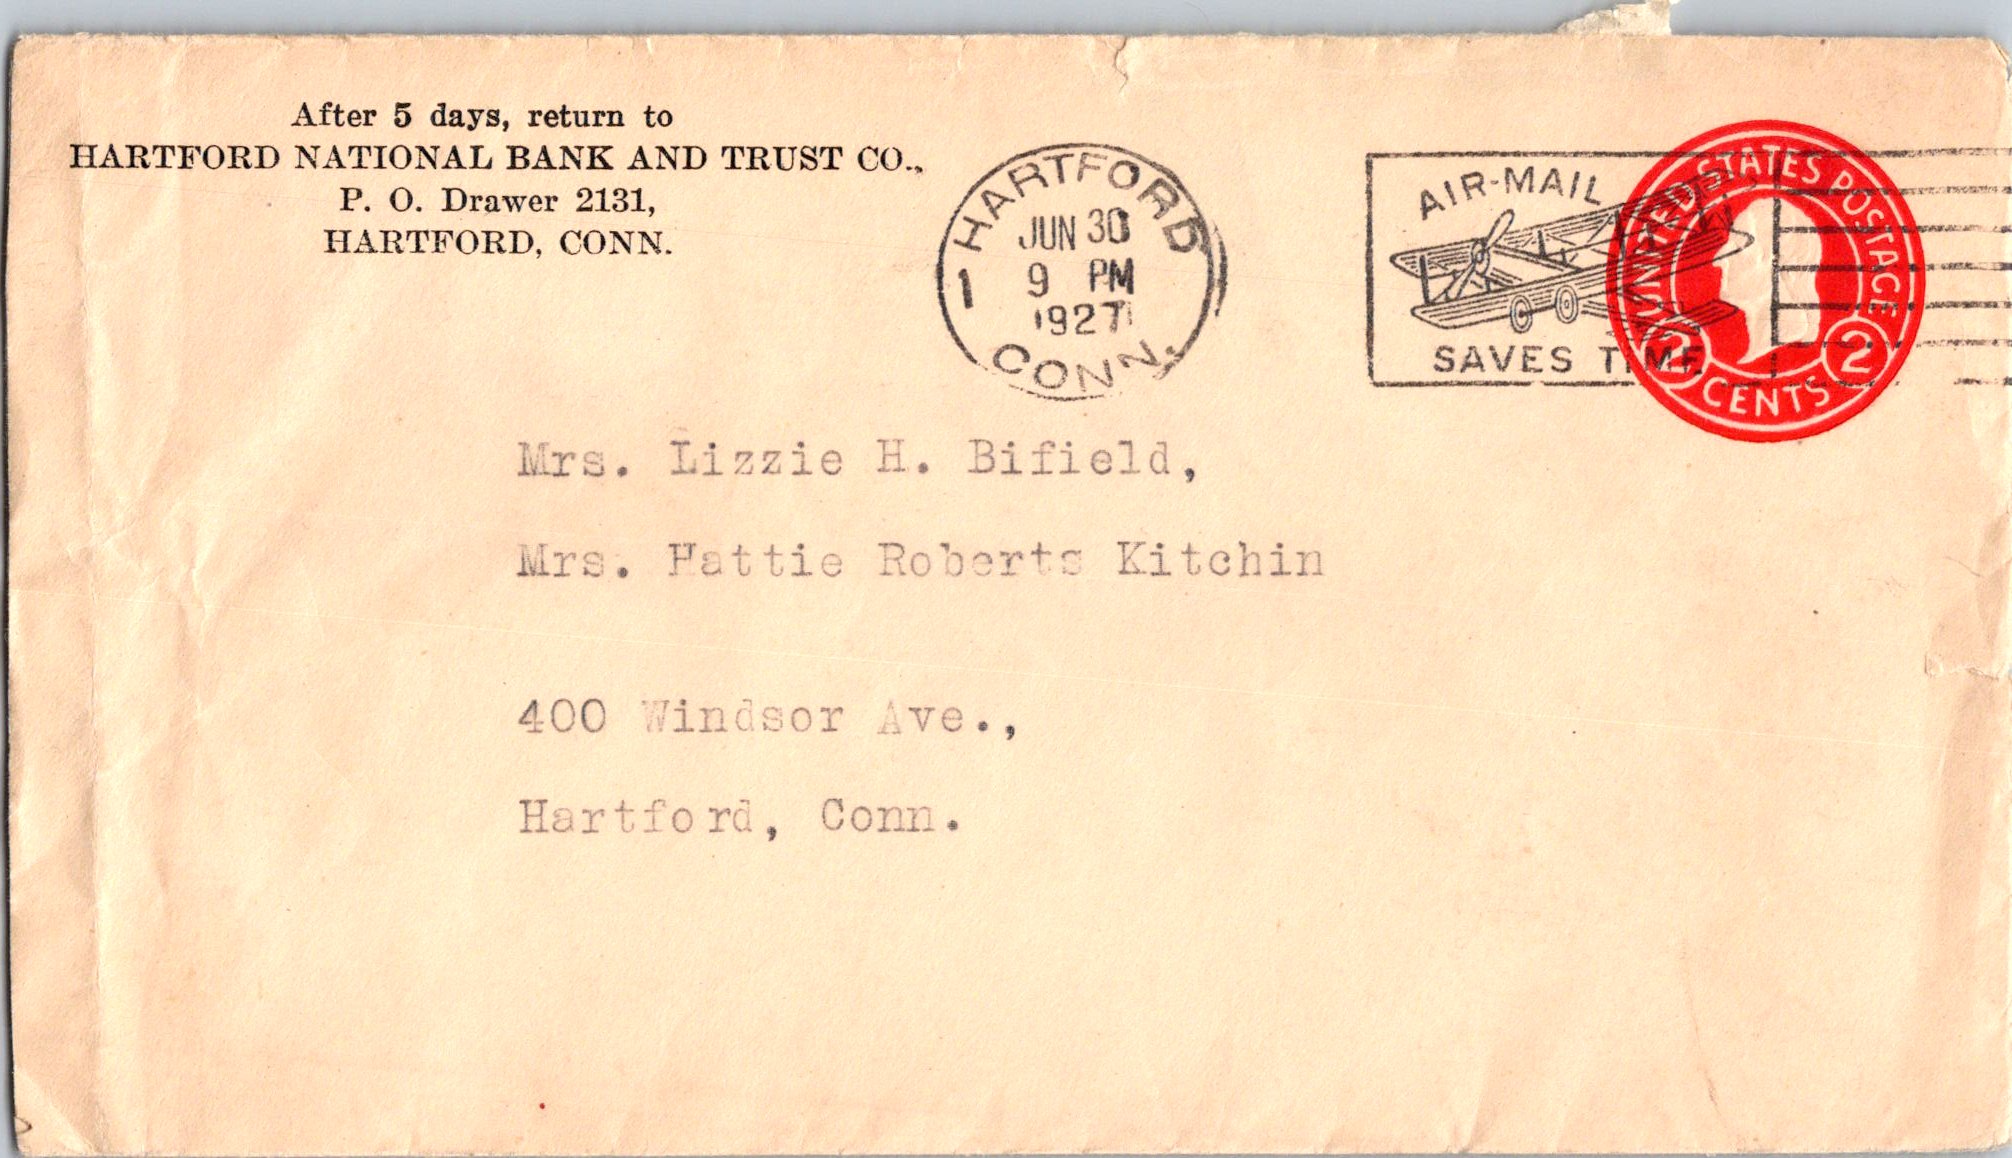 After 5 days, return to
HARTFORD NATIONAL BANK AND TRUST CO.,
P. O. Drawer 2131,
HARTFORD, CONN.
HARTFORD
JUN 30
1
9 PM
1927
CONN.
AIR-MAIL
SAVES TIME
UNITED STATES POSTAGE
2 CENTS 2
Mrs. Lizzie H. Bifield,
Mrs. Hattie Roberts Kitchin
400 Windsor Ave.,
Hartford, Conn.